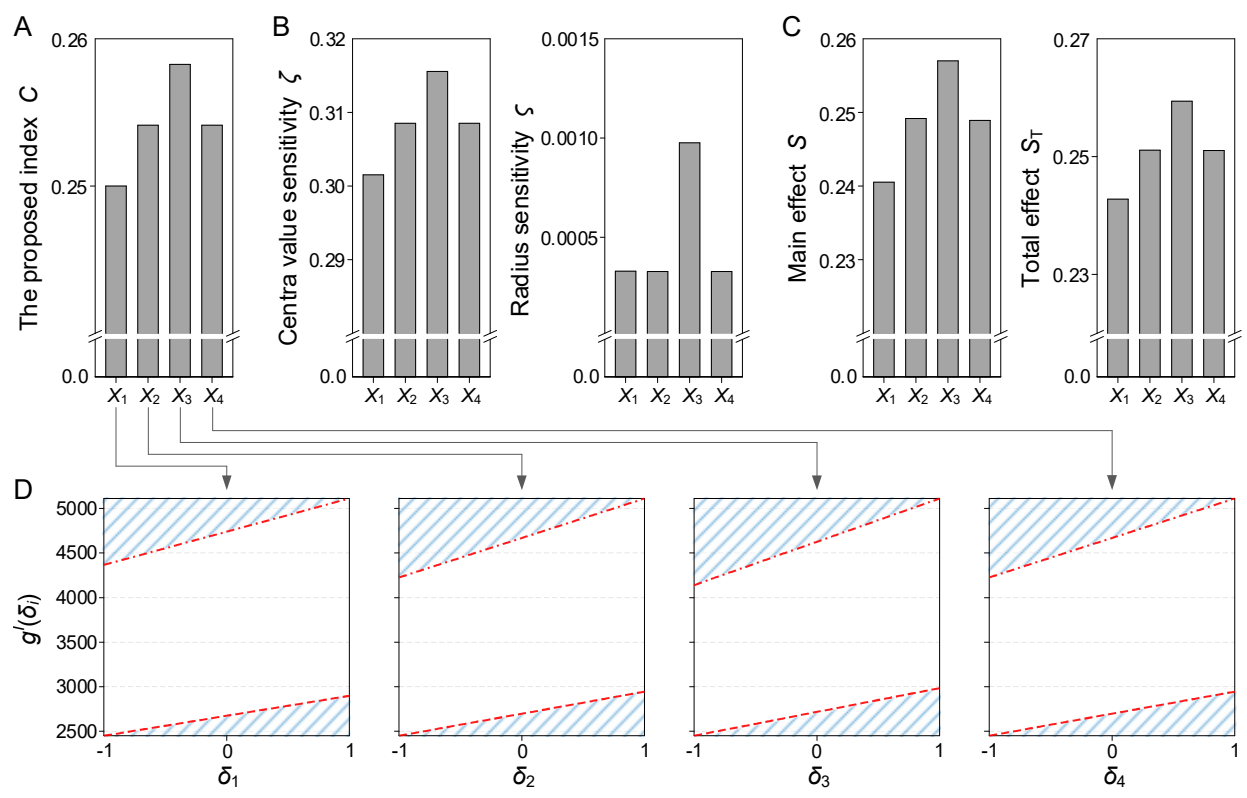 A
The proposed index C
0.26
0.25
0.0
X1 X2 X3 X4
B
Centra value sensitivity ζ
0.32
0.31
0.30
0.29
0.0
X1 X2 X3 X4
Radius sensitivity ς
0.0015
0.0010
0.0005
0.0
X1 X2 X3 X4
C
Main effect S
0.26
0.25
0.24
0.23
0.0
X1 X2 X3 X4
Total effect ST
0.27
0.25
0.23
0.0
X1 X2 X3 X4
D
gI(δi)
5000
4500
4000
3500
3000
2500
-1 0 1
δ1
-1 0 1
δ2
-1 0 1
δ3
-1 0 1
δ4